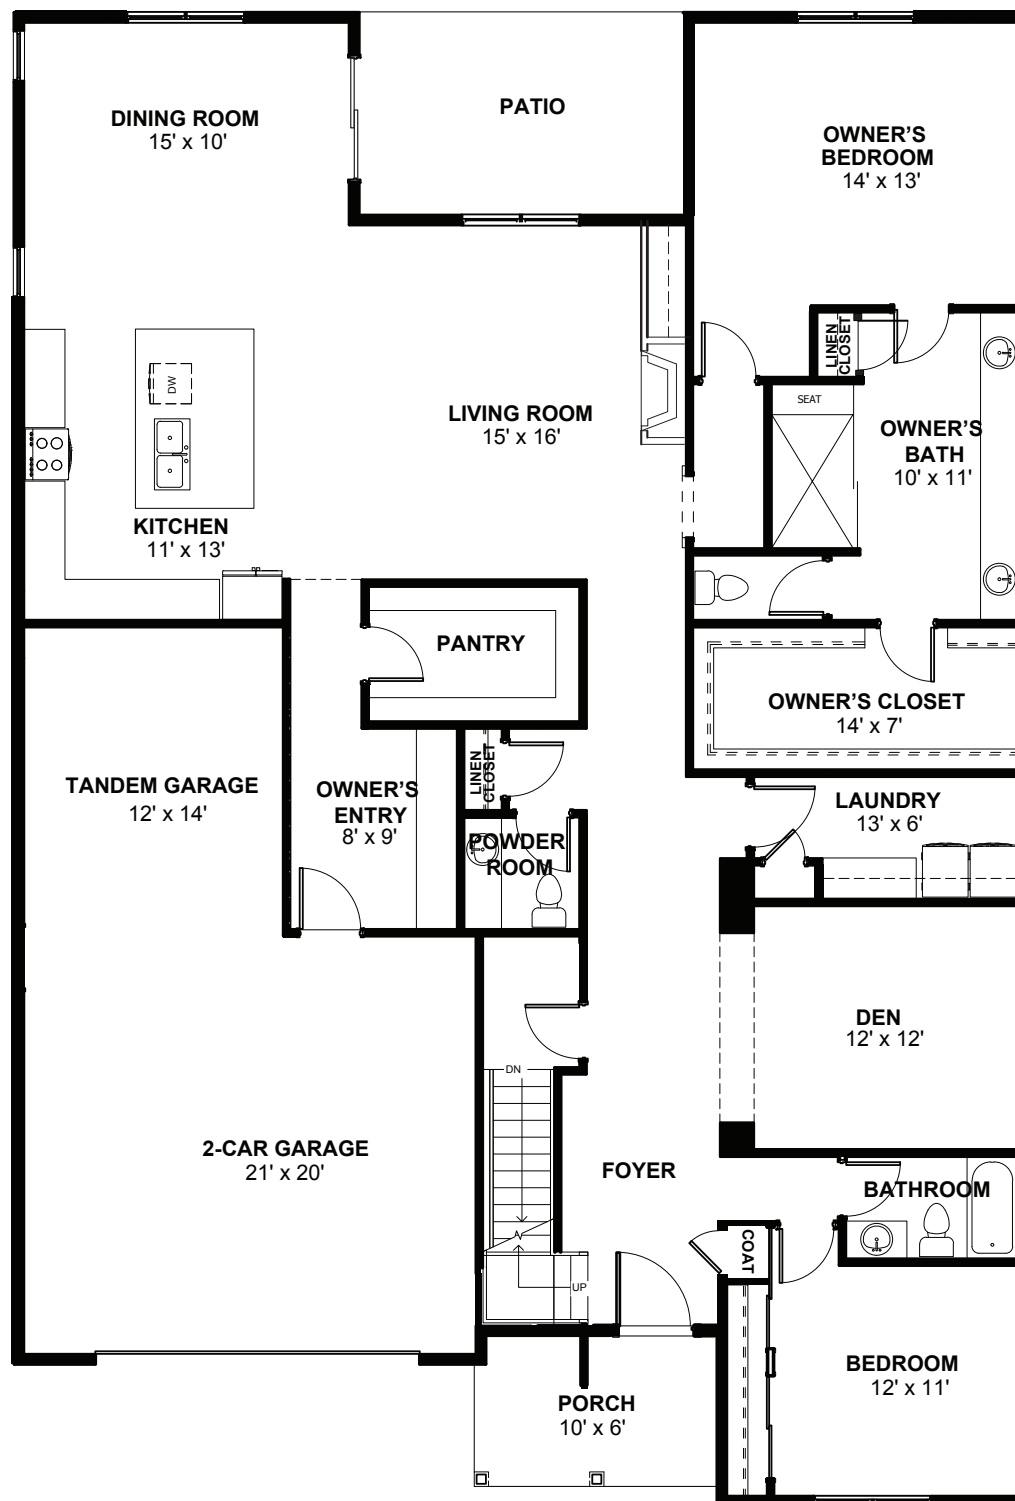 DINING ROOM
15' x 10'
PATIO
OWNER'S
BEDROOM
14' x 13'
LINEN
CLOSET
DW
SEAT
LIVING ROOM
15' x 16'
OWNER'S
BATH
10' x 11'
KITCHEN
11' x 13'
PANTRY
OWNER'S CLOSET
14' x 7'
TANDEM GARAGE
12' x 14'
OWNER'S
ENTRY
8' x 9'
LINEN
CLOSET
POWDER
ROOM
LAUNDRY
13' x 6'
DEN
12' x 12'
DN
2-CAR GARAGE
21' x 20'
FOYER
BATHROOM
COAT
UP
BEDROOM
12' x 11'
PORCH
10' x 6'